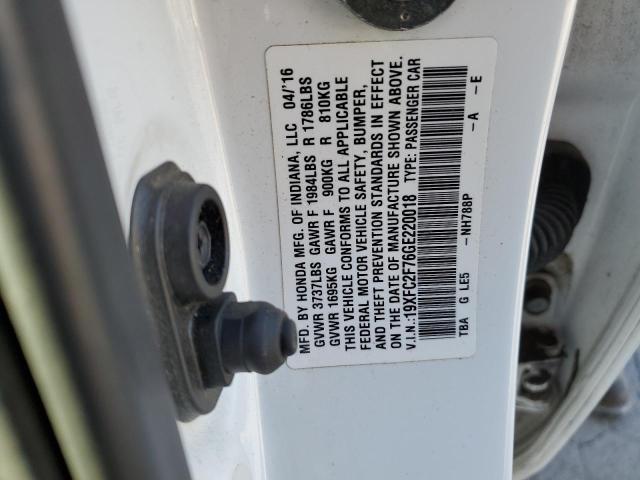 MFD. BY HONDA MFG. OF INDIANA, LLC 04/'16
GVWR 3737LBS GAWR F 1984LBS R 1786LBS
GVWR 1695KG GAWR F 900KG R 810KG
THIS VEHICLE CONFORMS TO ALL APPLICABLE
FEDERAL MOTOR VEHICLE SAFETY, BUMPER,
AND THEFT PREVENTION STANDARDS IN EFFECT
ON THE DATE OF MANUFACTURE SHOWN ABOVE.
V.I.N.:19XFC2F76GE220018 TYPE: PASSENGER CAR
TBA G LE5 -NH788P -A -E